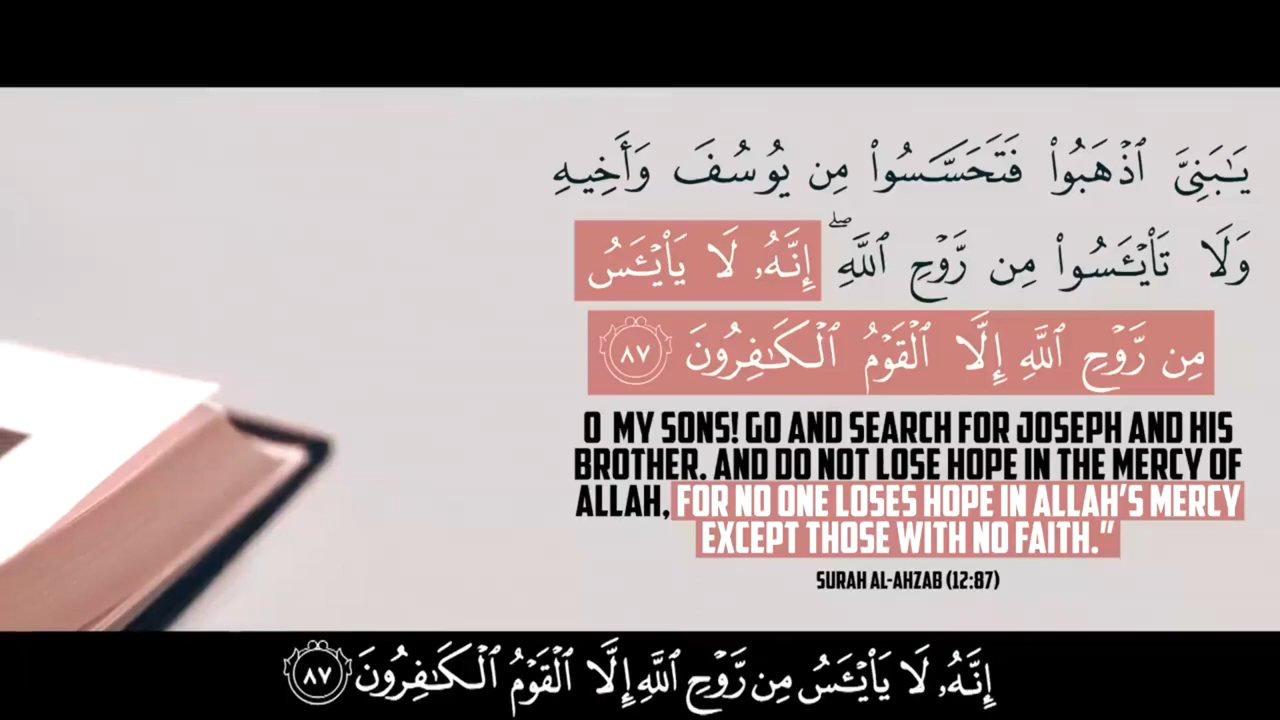 يَـٰبَنِىَّ ٱذْهَبُوا۟ فَتَحَسَّسُوا۟ مِن يُوسُفَ وَأَخِيهِ
وَلَا تَا۟يْـَٔسُوا۟ مِن رَّوْحِ ٱللَّهِ ۖ إِنَّهُۥ لَا يَا۟يْـَٔسُ
مِن رَّوْحِ ٱللَّهِ إِلَّا ٱلْقَوْمُ ٱلْكَـٰفِرُونَ ٨٧
O MY SONS! GO AND SEARCH FOR JOSEPH AND HIS
BROTHER. AND DO NOT LOSE HOPE IN THE MERCY OF
ALLAH, FOR NO ONE LOSES HOPE IN ALLAH'S MERCY
EXCEPT THOSE WITH NO FAITH."
SURAH AL-AHZAB (12:87)
إِنَّهُۥ لَا يَا۟يْـَٔسُ مِن رَّوْحِ ٱللَّهِ إِلَّا ٱلْقَوْمُ ٱلْكَـٰفِرُونَ ٨٧